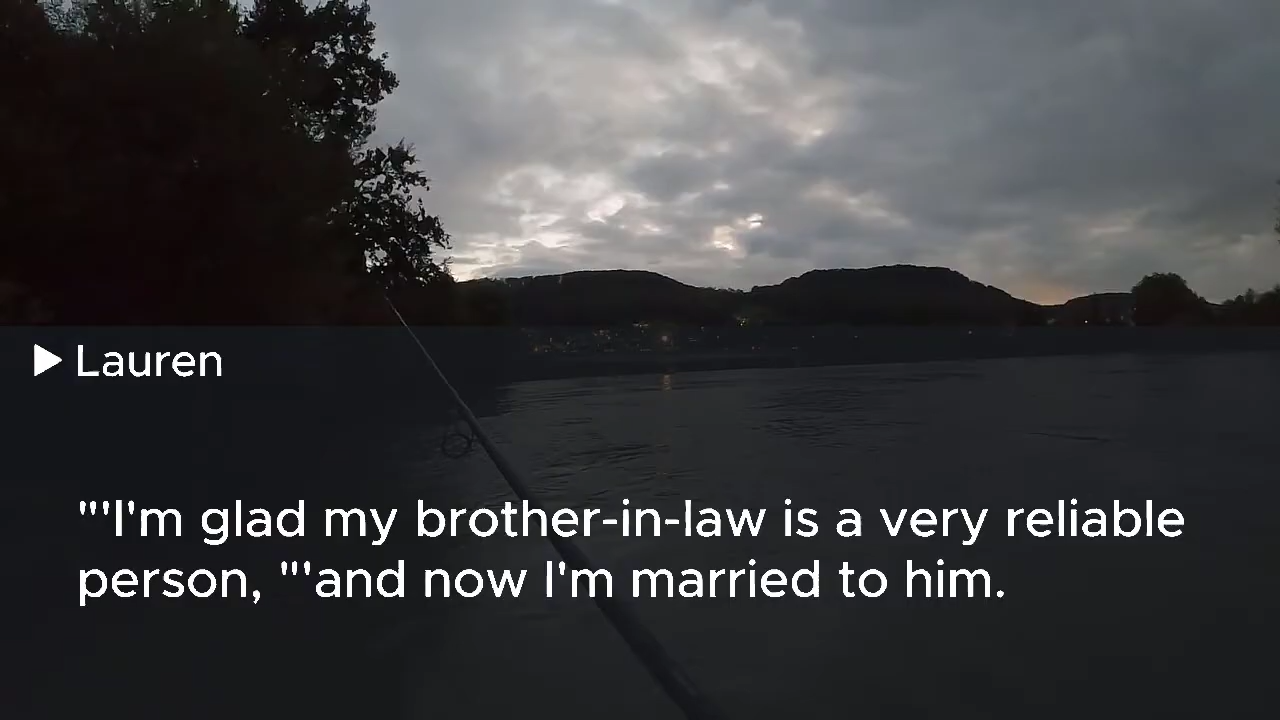 ▶ Lauren
"'I'm glad my brother-in-law is a very reliable
person, "'and now I'm married to him.